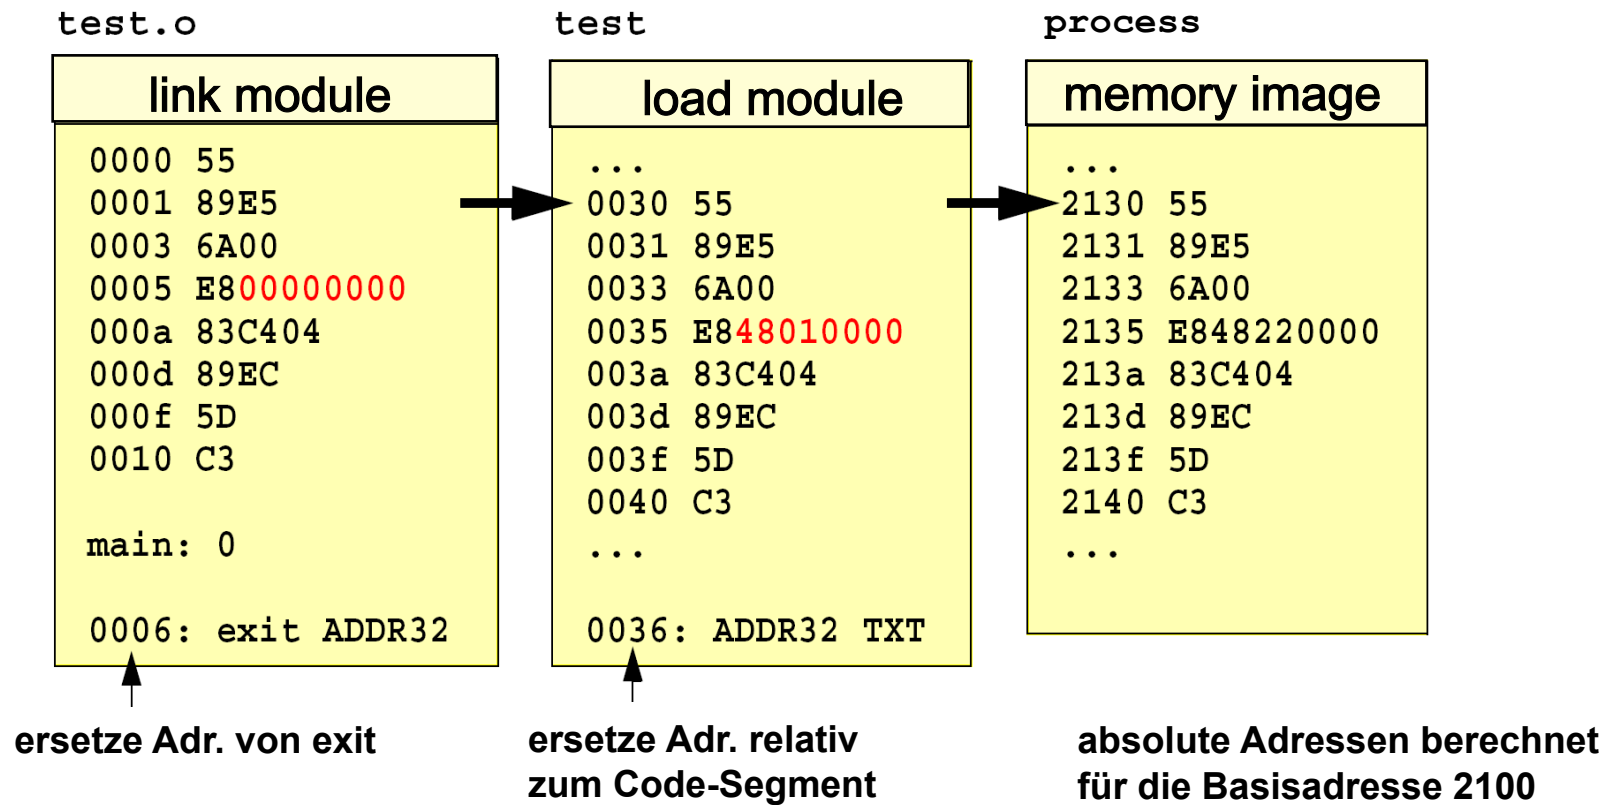 test.o
link module
0000 55
0001 89E5
0003 6A00
0005 E800000000
000a 83C404
000d 89EC
000f 5D
0010 C3
main: 0
0006: exit ADDR32
ersetze Adr. von exit
test
load module
...
0030 55
0031 89E5
0033 6A00
0035 E848010000
003a 83C404
003d 89EC
003f 5D
0040 C3
...
0036: ADDR32 TXT
ersetze Adr. relativ
zum Code-Segment
process
memory image
...
2130 55
2131 89E5
2133 6A00
2135 E848220000
213a 83C404
213d 89EC
213f 5D
2140 C3
...
absolute Adressen berechnet
für die Basisadresse 2100